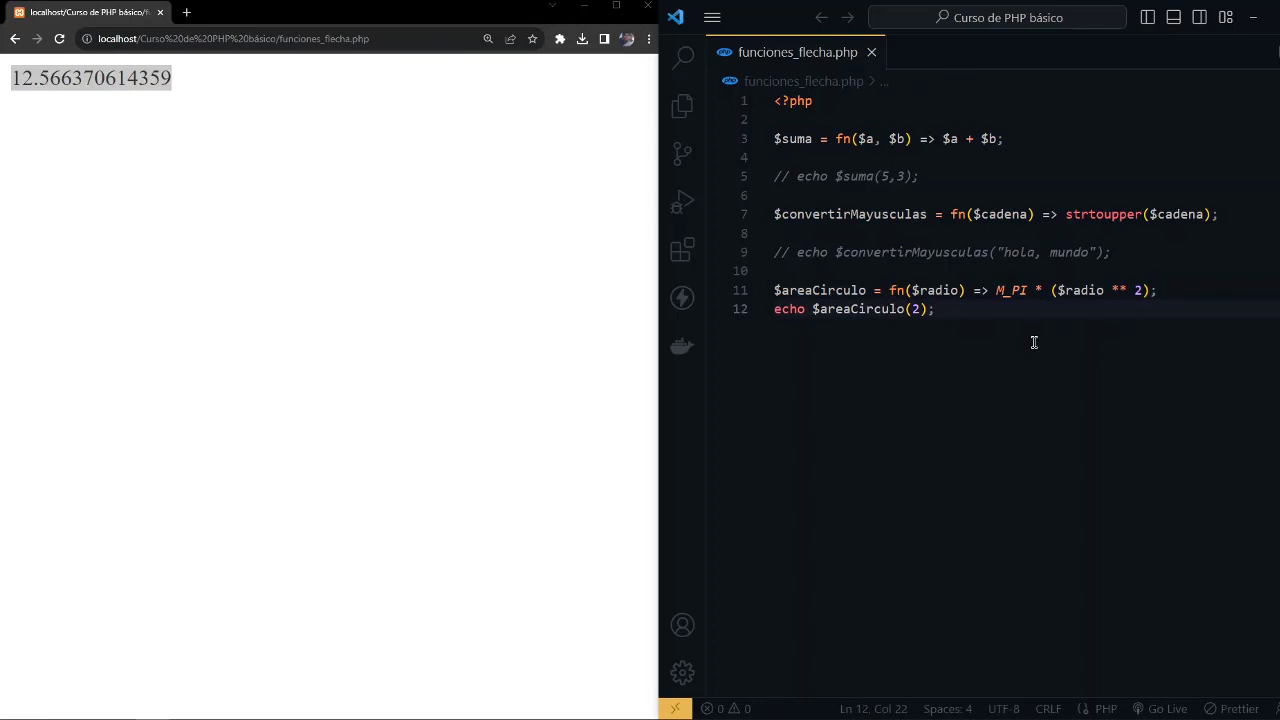 localhost/Curso de PHP básico/f
localhost/Curso%20de%20PHP%20básico/funciones_flecha.php
12.566370614359
Curso de PHP básico
php funciones_flecha.php
php funciones_flecha.php > ...
1 <?php
2
3 $suma = fn($a, $b) => $a + $b;
4
5 // echo $suma(5,3);
6
7 $convertirMayusculas = fn($cadena) => strtoupper($cadena);
8
9 // echo $convertirMayusculas("hola, mundo");
10
11 $areaCirculo = fn($radio) => M_PI * ($radio ** 2);
12 echo $areaCirculo(2);
0 0 Ln 12, Col 22 Spaces: 4 UTF-8 CRLF {} PHP Go Live Prettier